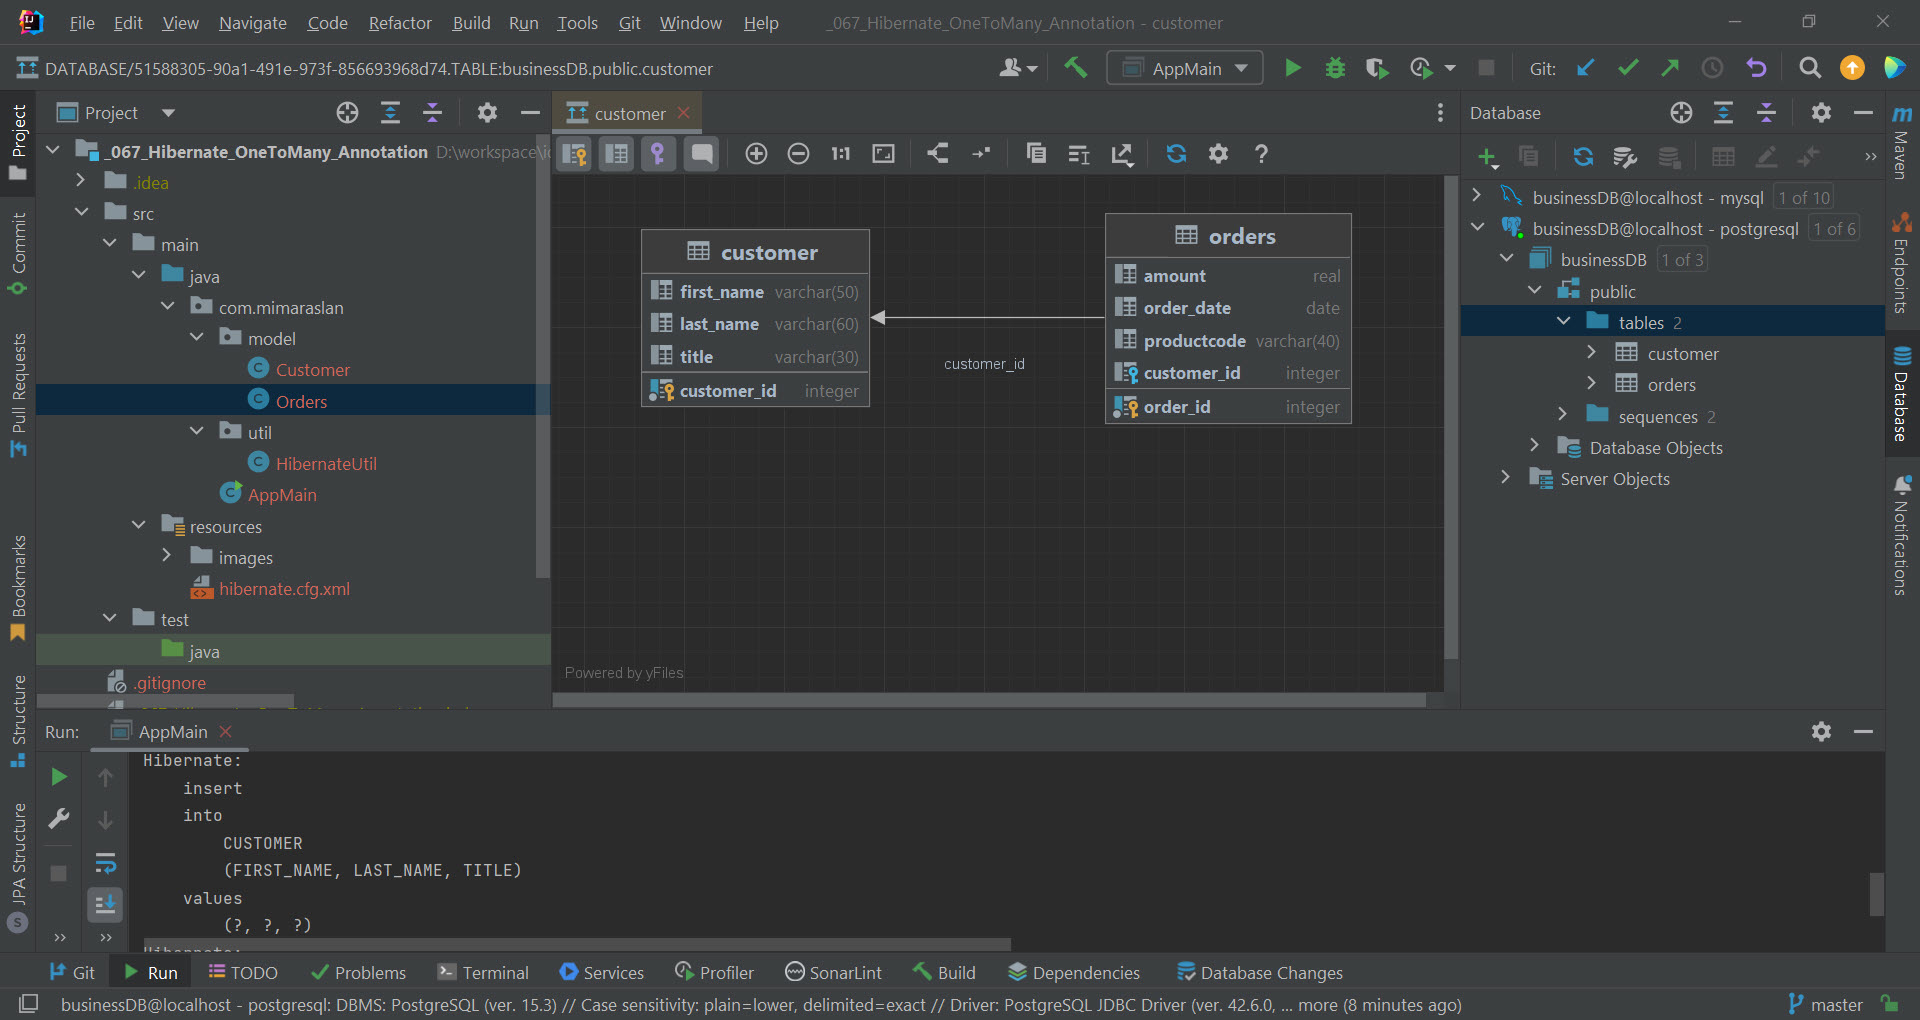 File Edit View Navigate Code Refactor Build Run Tools Git Window Help _067_Hibernate_OneToMany_Annotation - customer
DATABASE/51588305-90a1-491e-973f-856693968d74.TABLE:businessDB.public.customer
AppMain
Git:
Project
Commit
Pull Requests
Bookmarks
Structure
JPA Structure
Project
_067_Hibernate_OneToMany_Annotation D:\workspace\i
.idea
src
main
java
com.mimaraslan
model
Customer
Orders
util
HibernateUtil
AppMain
resources
images
hibernate.cfg.xml
test
java
.gitignore
customer
1:1
customer
first_name varchar(50)
last_name varchar(60)
title varchar(30)
customer_id integer
customer_id
orders
amount real
order_date date
productcode varchar(40)
customer_id integer
order_id integer
Powered by yFiles
Database
businessDB@localhost - mysql 1 of 10
businessDB@localhost - postgresql 1 of 6
businessDB 1 of 3
public
tables 2
customer
orders
sequences 2
Database Objects
Server Objects
Maven
Endpoints
Database
Notifications
Run: AppMain
Hibernate:
insert
into
CUSTOMER
(FIRST_NAME, LAST_NAME, TITLE)
values
(?, ?, ?)
Git Run TODO Problems Terminal Services Profiler SonarLint Build Dependencies Database Changes
businessDB@localhost - postgresql: DBMS: PostgreSQL (ver. 15.3) // Case sensitivity: plain=lower, delimited=exact // Driver: PostgreSQL JDBC Driver (ver. 42.6.0, ... more (8 minutes ago) master